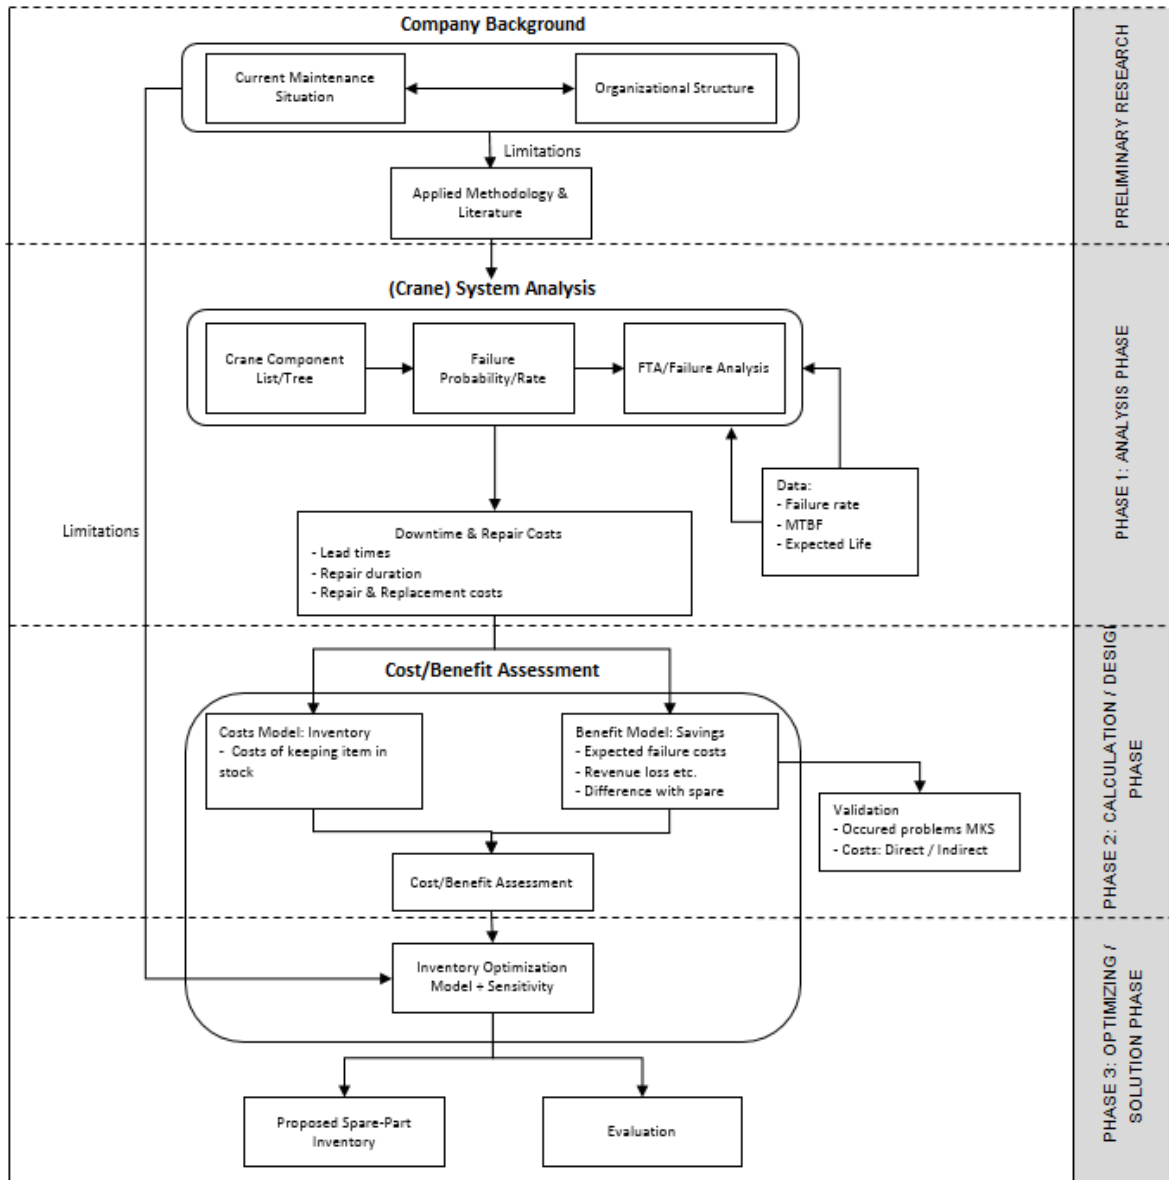 Company Background
Current Maintenance
Situation
Organizational Structure
Limitations
Applied Methodology &
Literature
PRELIMINARY RESEARCH
(Crane) System Analysis
Crane Component
List/Tree
Failure
Probability/Rate
FTA/Failure Analysis
Data:
- Failure rate
- MTBF
- Expected Life
Limitations
Downtime & Repair Costs
- Lead times
- Repair duration
- Repair & Replacement costs
PHASE 1: ANALYSIS PHASE
Cost/Benefit Assessment
Costs Model: Inventory
- Costs of keeping item in
stock
Benefit Model: Savings
- Expected failure costs
- Revenue loss etc.
- Difference with spare
Validation
- Occured problems MKS
- Costs: Direct / Indirect
Cost/Benefit Assessment
PHASE 2: CALCULATION / DESIGN
PHASE
Inventory Optimization
Model + Sensitivity
Proposed Spare-Part
Inventory
Evaluation
PHASE 3: OPTIMIZING /
SOLUTION PHASE